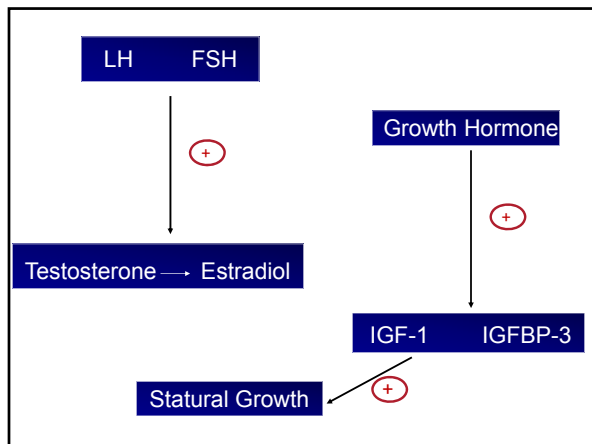 LH FSH
+
Growth Hormone
+
Testosterone Estradiol
IGF-1 IGFBP-3
+
Statural Growth